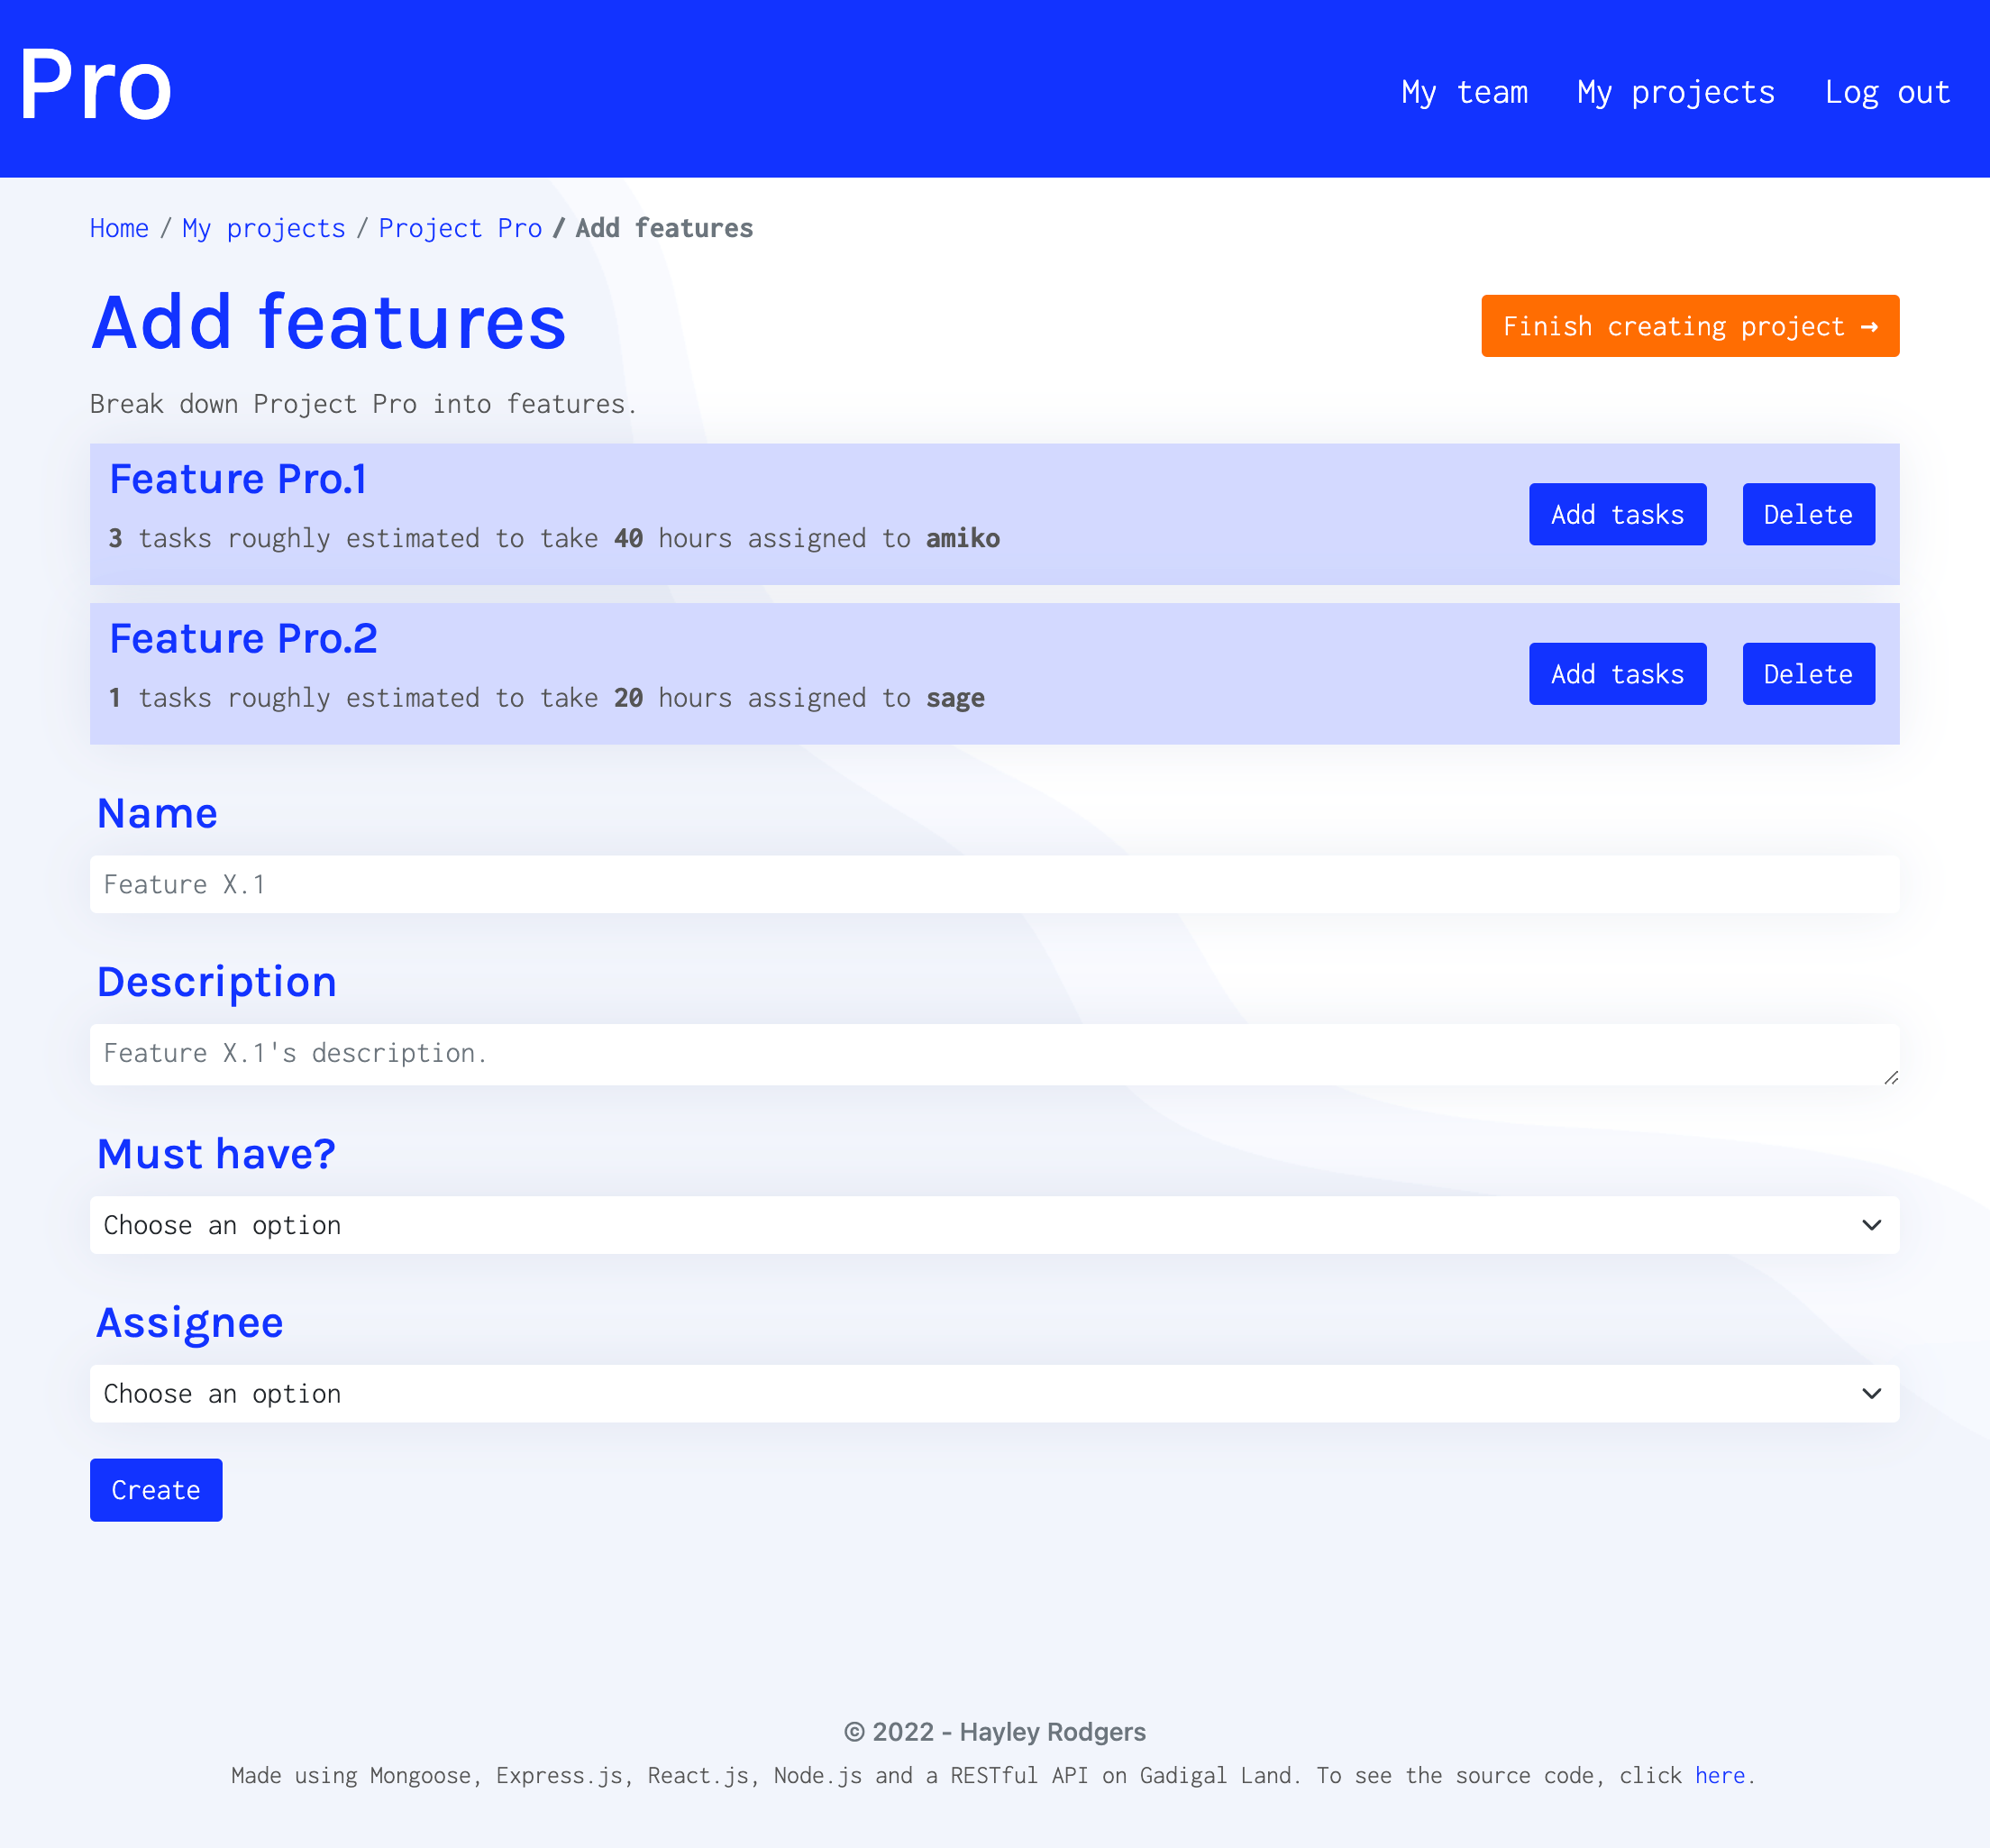 Pro
My team My projects Log out
Home / My projects / Project Pro / Add features
Add features
Finish creating project →
Break down Project Pro into features.
Feature Pro.1
3 tasks roughly estimated to take 40 hours assigned to amiko
Add tasks Delete
Feature Pro.2
1 tasks roughly estimated to take 20 hours assigned to sage
Add tasks Delete
Name
Feature X.1
Description
Feature X.1's description.
Must have?
Choose an option
Assignee
Choose an option
Create
© 2022 - Hayley Rodgers
Made using Mongoose, Express.js, React.js, Node.js and a RESTful API on Gadigal Land. To see the source code, click here.